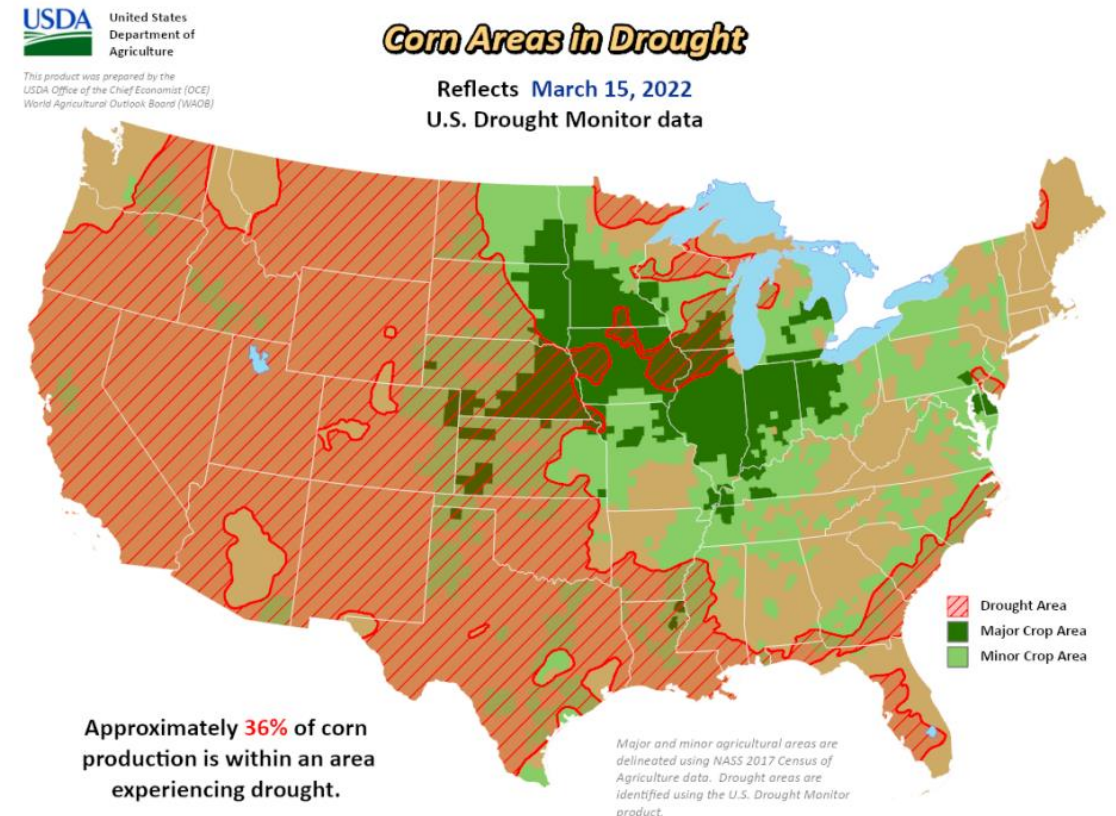 USDA
United States
Department of
Agriculture
This product was prepared by the
USDA Office of the Chief Economist (OCE)
World Agricultural Outlook Board (WAOB)
Corn Areas in Drought
Reflects March 15, 2022
U.S. Drought Monitor data
Drought Area
Major Crop Area
Minor Crop Area
Approximately 36% of corn
production is within an area
experiencing drought.
Major and minor agricultural areas are
delineated using NASS 2017 Census of
Agriculture data. Drought areas are
identified using the U.S. Drought Monitor
product.